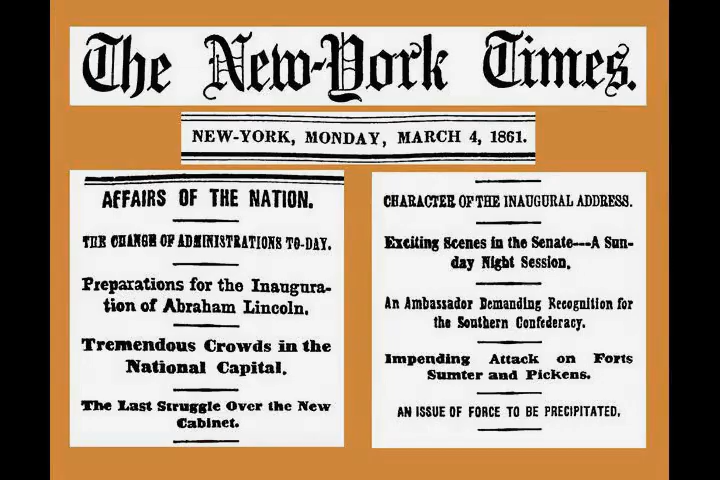 The New-York Times.
NEW-YORK, MONDAY, MARCH 4, 1861.
AFFAIRS OF THE NATION.
THE CHANGE OF ADMINISTRATIONS TO-DAY.
Preparations for the Inaugura-
tion of Abraham Lincoln.
Tremendous Crowds in the
National Capital.
The Last Struggle Over the New
Cabinet.
CHARACTER OF THE INAUGURAL ADDRESS.
Exciting Scenes in the Senate---A Sun-
day Night Session.
An Ambassador Demanding Recognition for
the Southern Confederacy.
Impending Attack on Forts
Sumter and Pickens.
AN ISSUE OF FORCE TO BE PRECIPITATED.